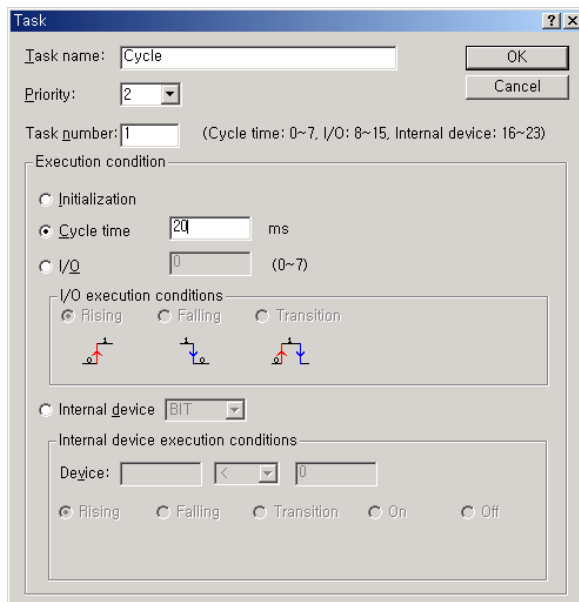 Task
Task name: Cycle
OK
Cancel
Priority: 2
Task number: 1 (Cycle time: 0~7, I/O: 8~15, Internal device: 16~23)
Execution condition
Initialization
Cycle time 20 ms
I/O 0 (0~7)
I/O execution conditions
Rising Falling Transition
0 1 1 0 0 1 0
Internal device BIT
Internal device execution conditions
Device: < 0
Rising Falling Transition On Off